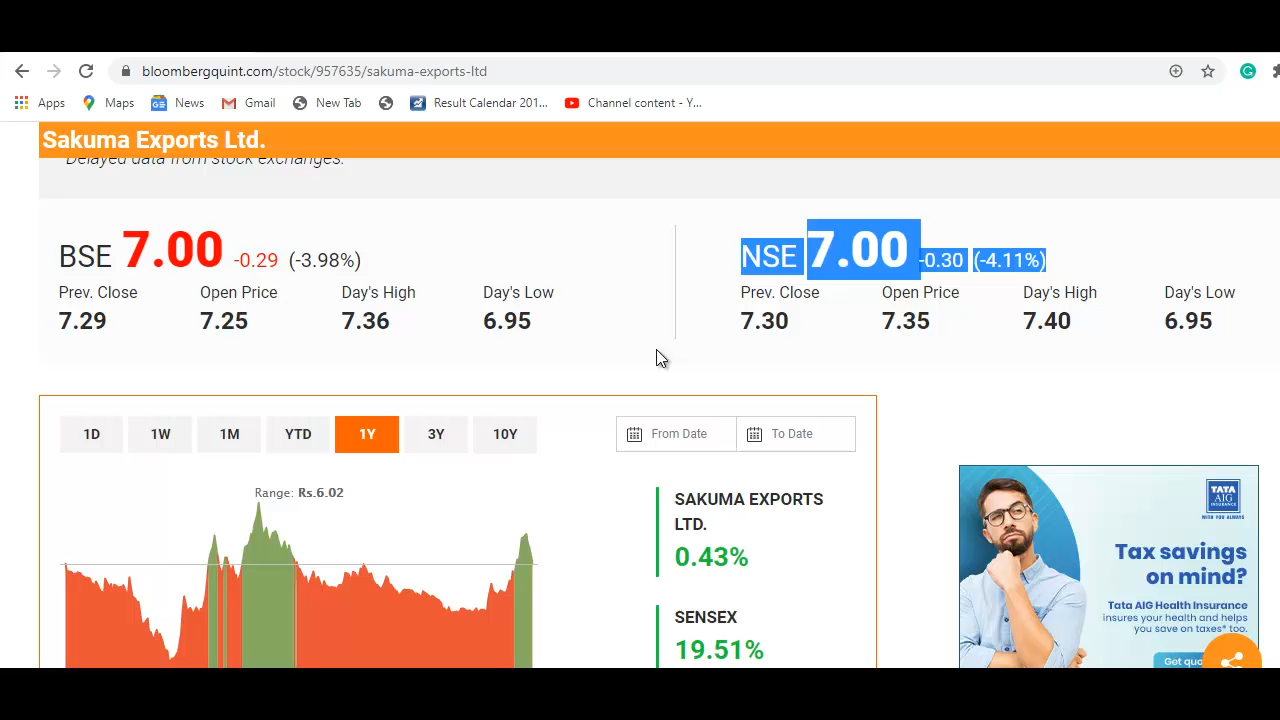 bloombergquint.com/stock/957635/sakuma-exports-ltd
Apps Maps News Gmail New Tab Result Calendar 201... Channel content - Y...
Sakuma Exports Ltd.
Delayed data from stock exchanges.
BSE 7.00 -0.29 (-3.98%)
Prev. Close Open Price Day's High Day's Low
7.29 7.25 7.36 6.95
NSE 7.00 -0.30 (-4.11%)
Prev. Close Open Price Day's High Day's Low
7.30 7.35 7.40 6.95
1D 1W 1M YTD 1Y 3Y 10Y
From Date To Date
Range: Rs.6.02
SAKUMA EXPORTS
LTD.
0.43%
SENSEX
19.51%
TATA
AIG
INSURANCE
WITH YOU ALWAYS
Tax savings
on mind?
Tata AIG Health Insurance
insures your health and helps
you save on taxes* too.
Get quo